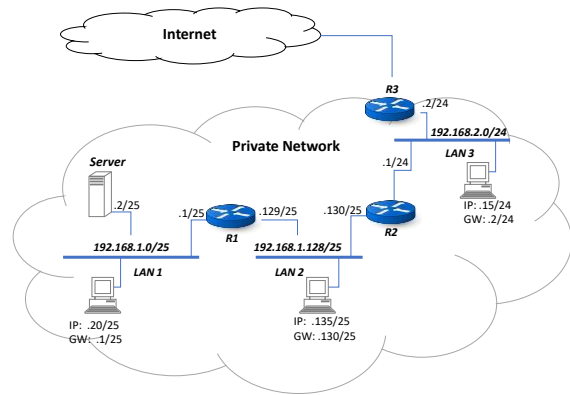 Internet
R3
.2/24
192.168.2.0/24
Private Network
LAN 3
Server
.1/24
.2/25
.1/25
.129/25
.130/25
IP: .15/24
GW: .2/24
R1
R2
192.168.1.0/25
192.168.1.128/25
LAN 1
LAN 2
IP: .20/25
GW: .1/25
IP: .135/25
GW: .130/25